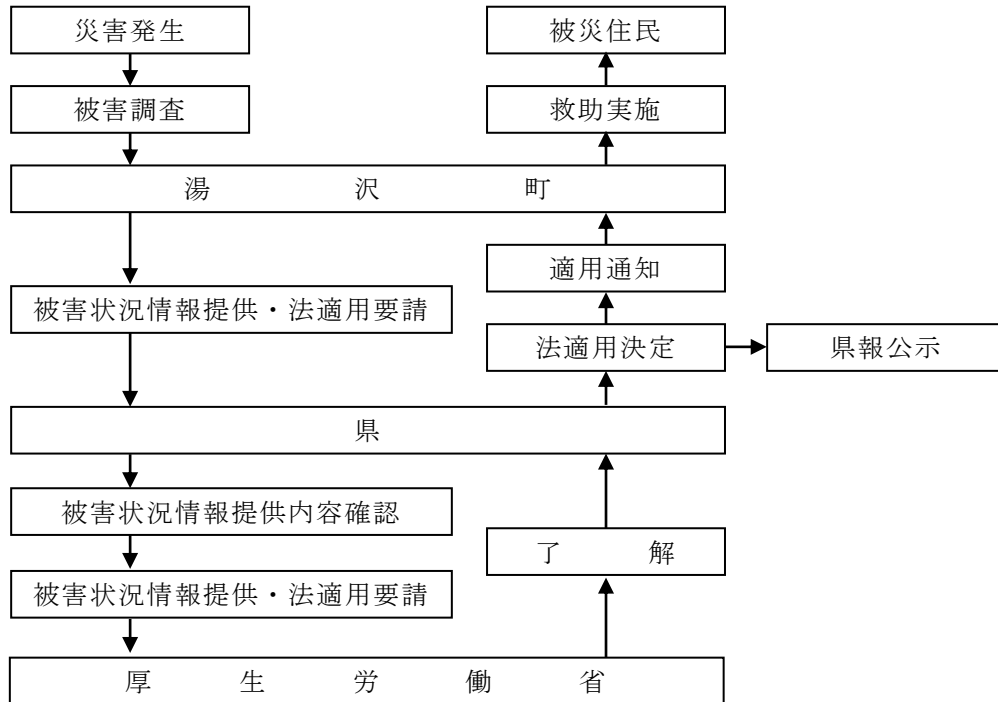 災害発生
被害調査
湯沢町
被害状況情報提供・法適用要請
県
被害状況情報提供内容確認
被害状況情報提供・法適用要請
厚生労働省
了解
法適用決定
県報公示
適用通知
救助実施
被災住民